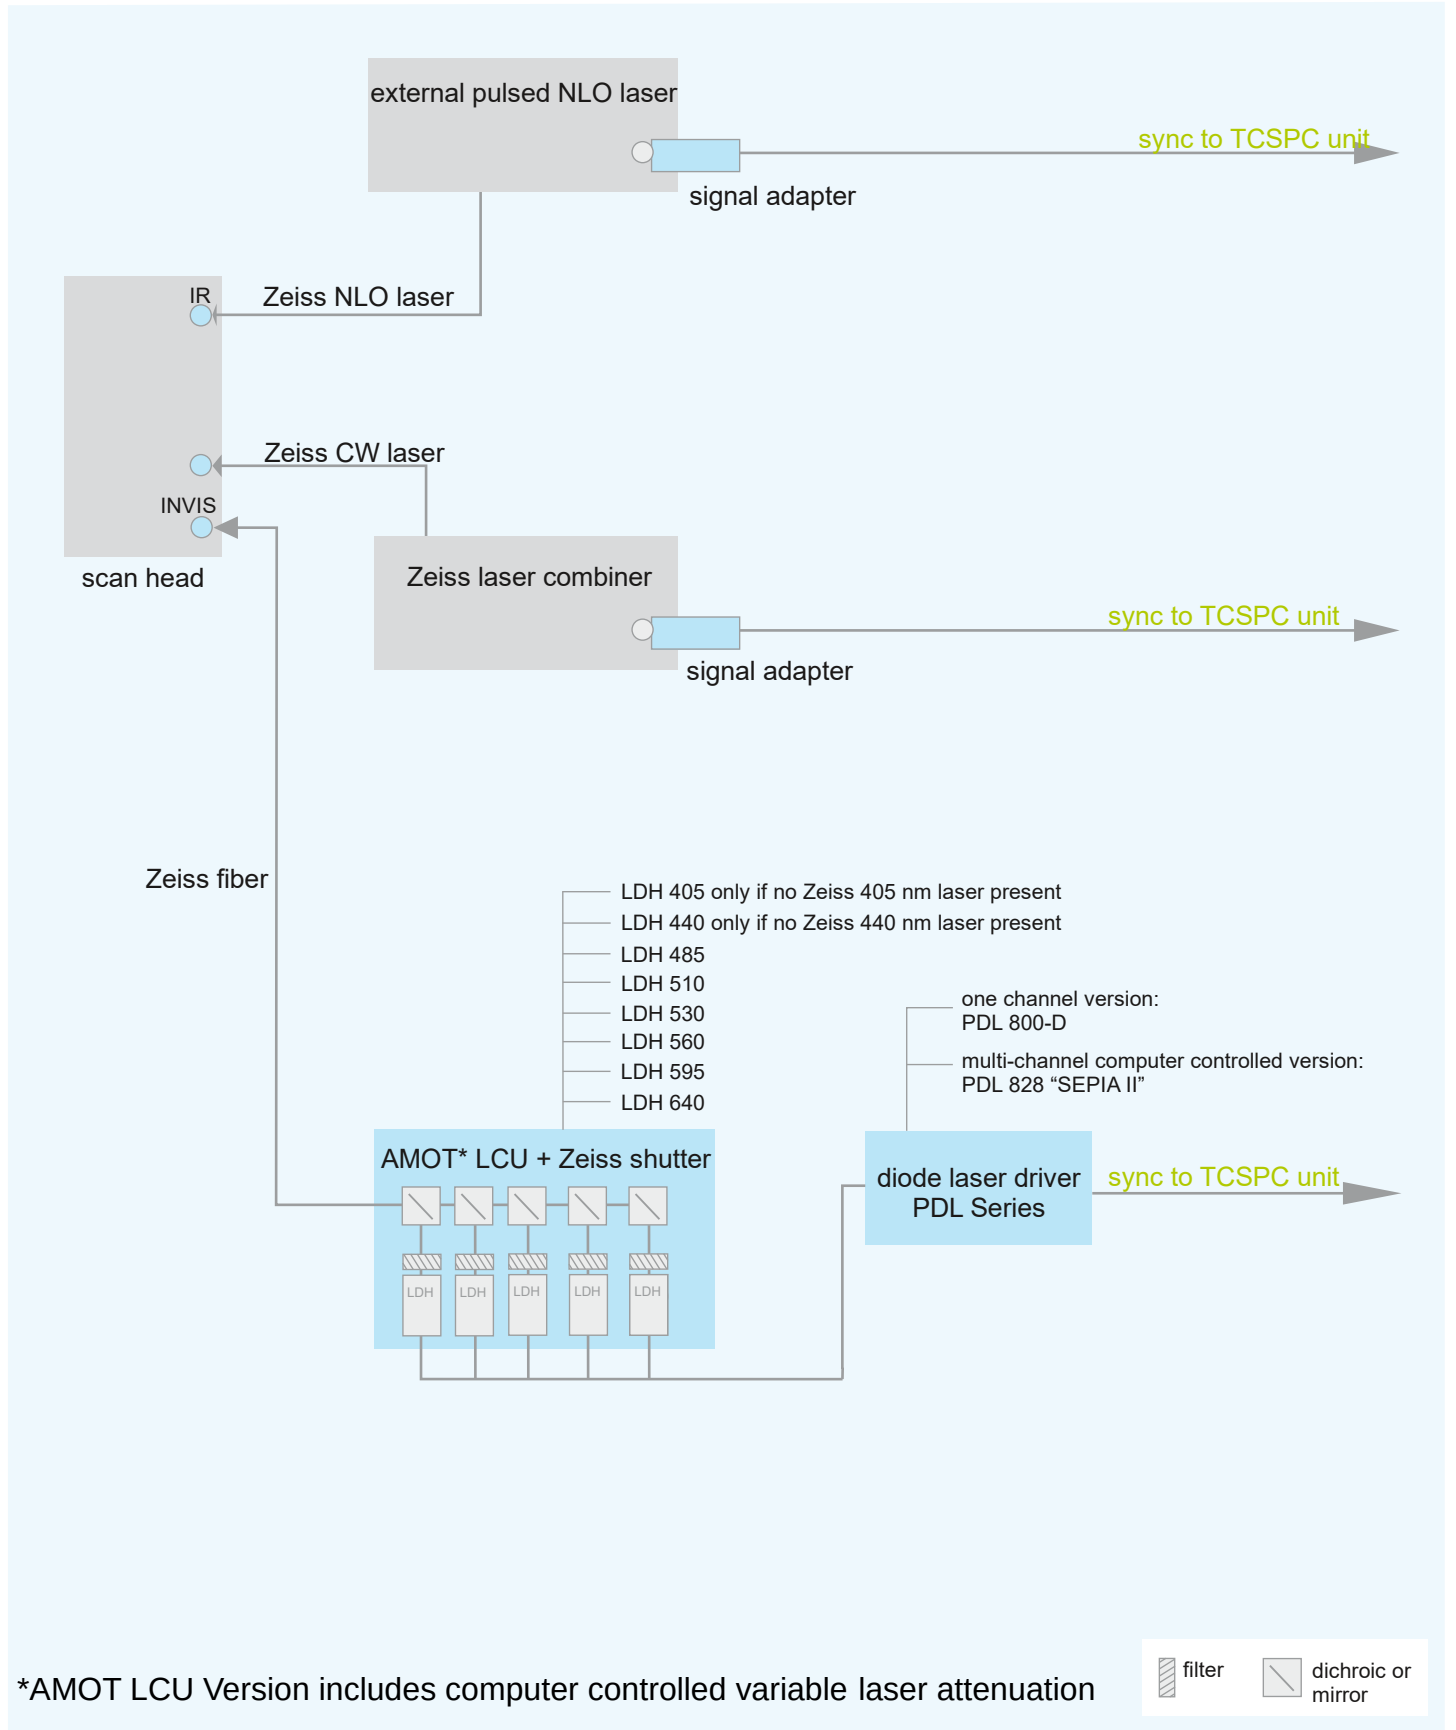 external pulsed NLO laser
sync to TCSPC unit
signal adapter
IR
Zeiss NLO laser
Zeiss CW laser
INVIS
scan head
Zeiss laser combiner
sync to TCSPC unit
signal adapter
Zeiss fiber
LDH 405 only if no Zeiss 405 nm laser present
LDH 440 only if no Zeiss 440 nm laser present
LDH 485
LDH 510
LDH 530
LDH 560
LDH 595
LDH 640
one channel version:
PDL 800-D
multi-channel computer controlled version:
PDL 828 “SEPIA II”
AMOT* LCU + Zeiss shutter
LDH
LDH
LDH
LDH
LDH
diode laser driver
PDL Series
sync to TCSPC unit
*AMOT LCU Version includes computer controlled variable laser attenuation
filter
dichroic or
mirror